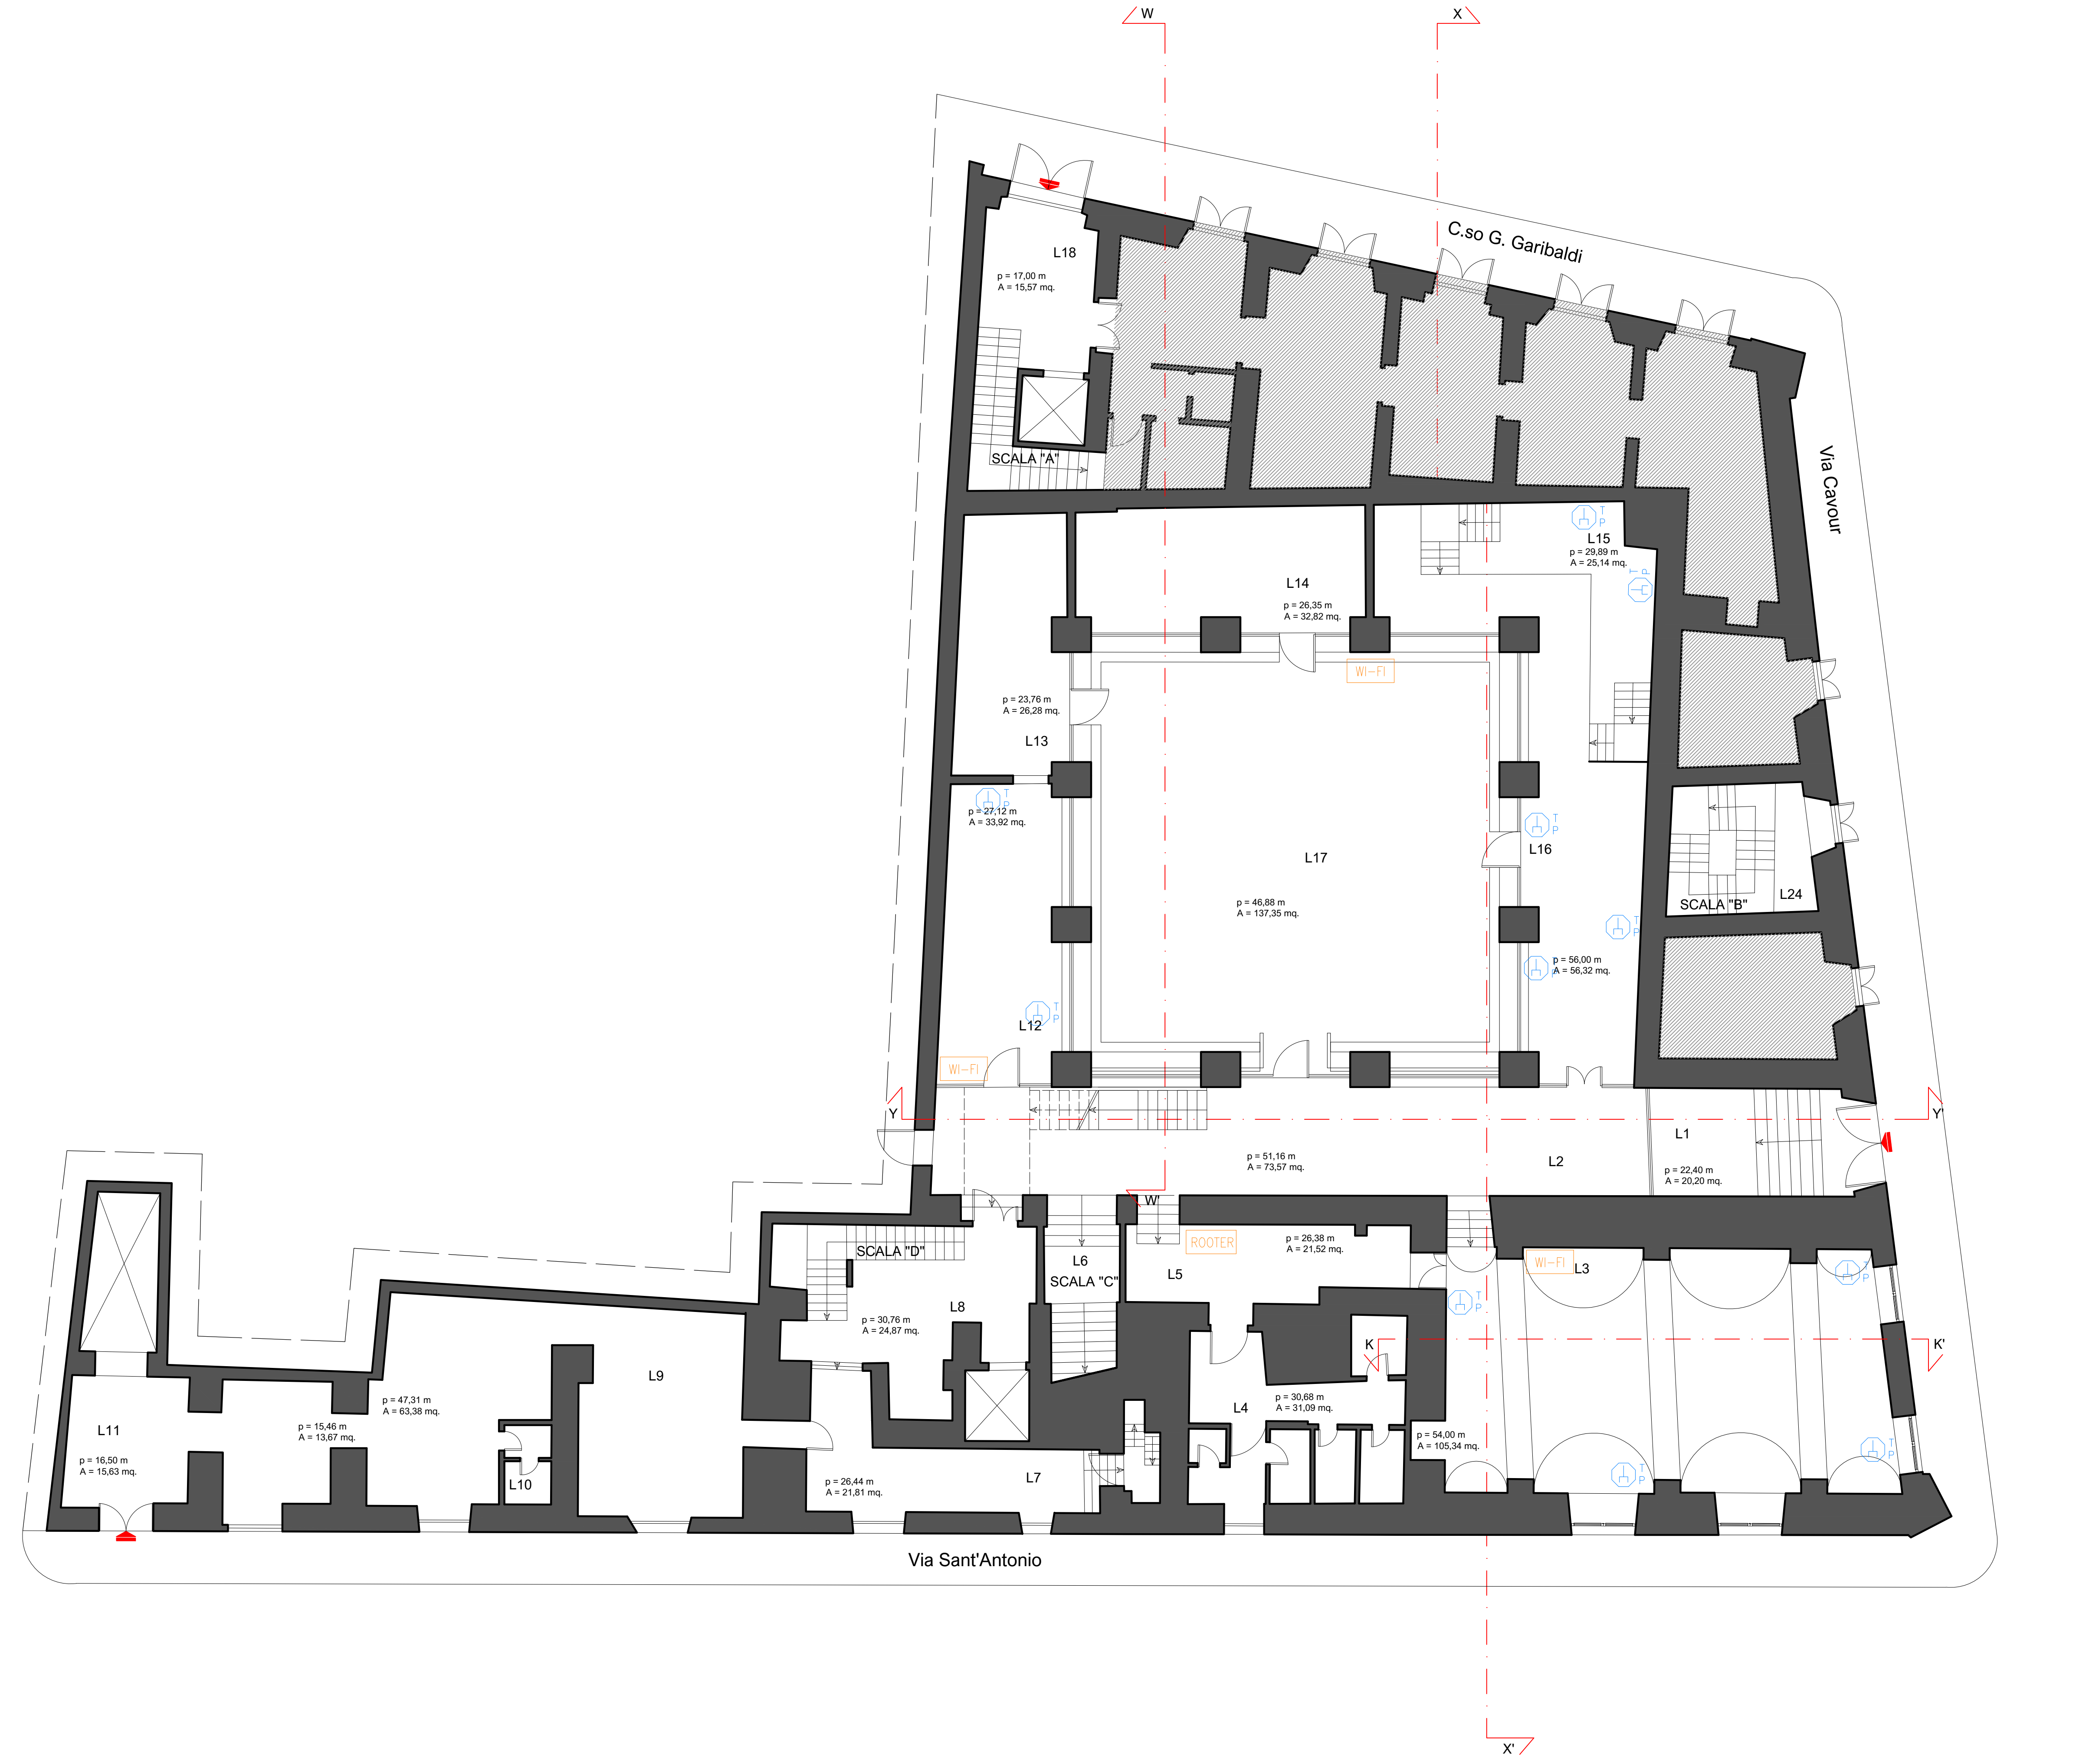 W
X
C.so G. Garibaldi
L18
p = 17,00 m
A = 15,57 mq.
SCALA "A"
Via Cavour
T
P
L15
p = 29,89 m
A = 25,14 mq.
T
P
L14
p = 26,35 m
A = 32,82 mq.
WI-FI
p = 23,76 m
A = 26,28 mq.
L13
T
P
p = 27,12 m
A = 33,92 mq.
T
P
L16
L17
p = 46,88 m
A = 137,35 mq.
L24
SCALA "B"
T
P
T
P
p = 56,00 m
A = 56,32 mq.
T
P
L12
WI-FI
Y
Y'
L1
L2
p = 51,16 m
A = 73,57 mq.
p = 22,40 m
A = 20,20 mq.
W'
SCALA "D"
L6
SCALA "C"
ROOTER
p = 26,38 m
A = 21,52 mq.
L5
WI-FI
L3
T
P
T
P
L8
p = 30,76 m
A = 24,87 mq.
K
K'
L9
p = 47,31 m
A = 63,38 mq.
p = 30,68 m
A = 31,09 mq.
L4
L11
p = 15,46 m
A = 13,67 mq.
p = 54,00 m
A = 105,34 mq.
T
P
p = 16,50 m
A = 15,63 mq.
L10
p = 26,44 m
A = 21,81 mq.
L7
T
P
Via Sant'Antonio
X'